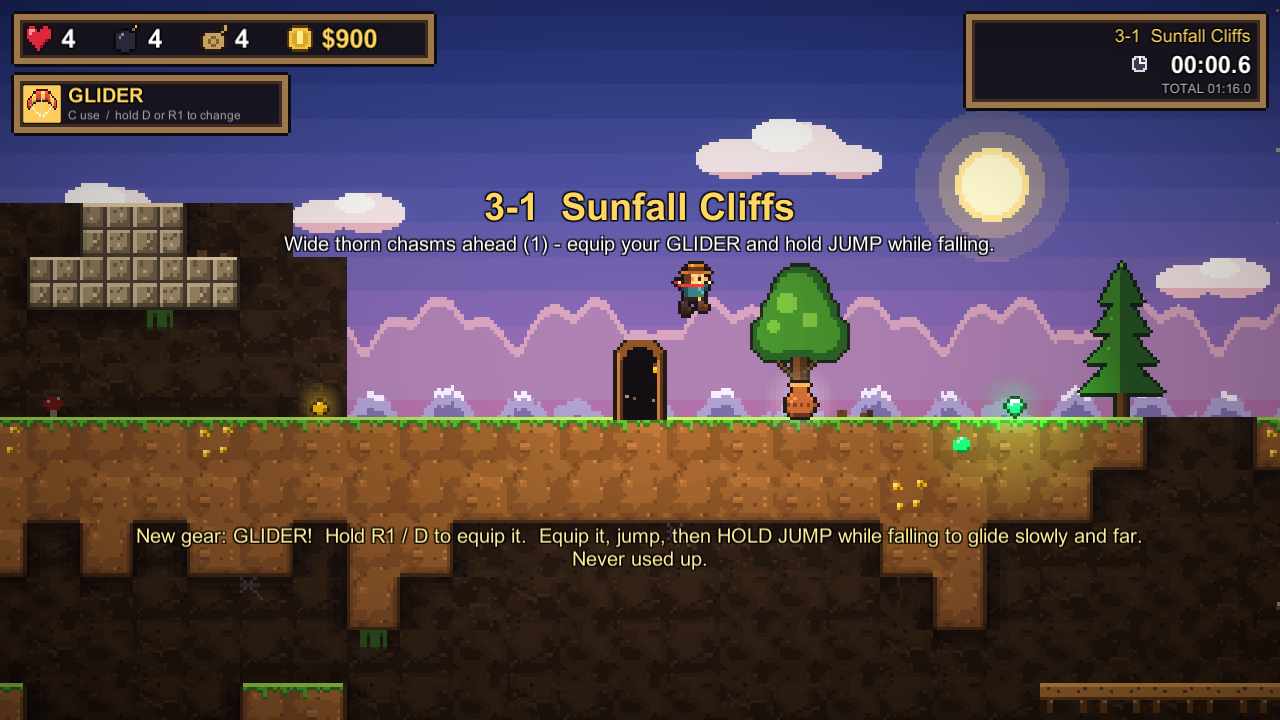 4 4 4 $900
GLIDER
C use / hold D or R1 to change
3-1 Sunfall Cliffs
00:00.6
TOTAL 01:16.0
3-1 Sunfall Cliffs
Wide thorn chasms ahead (1) - equip your GLIDER and hold JUMP while falling.
New gear: GLIDER! Hold R1 / D to equip it. Equip it, jump, then HOLD JUMP while falling to glide slowly and far.
Never used up.